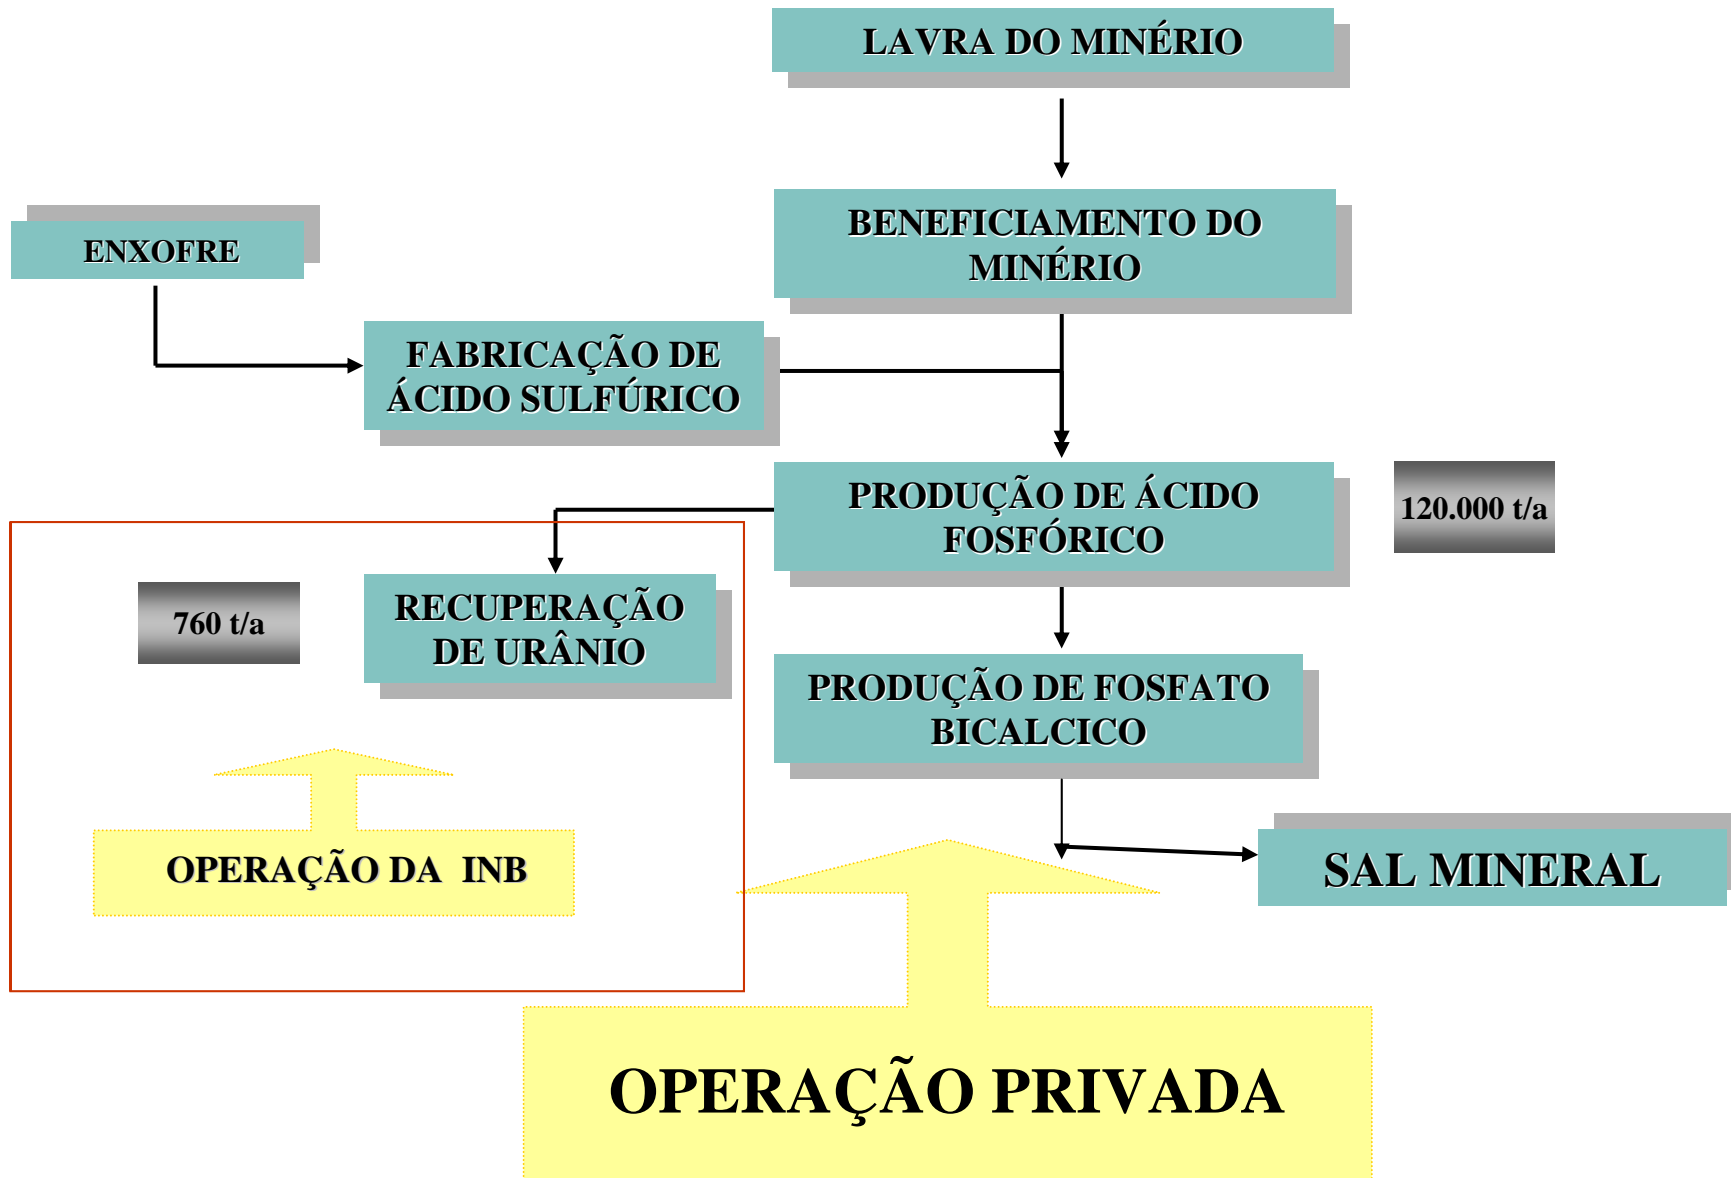 LAVRA DO MINÉRIO
BENEFICIAMENTO DO
MINÉRIO
ENXOFRE
FABRICAÇÃO DE
ÁCIDO SULFÚRICO
PRODUÇÃO DE ÁCIDO
FOSFÓRICO
120.000 t/a
760 t/a
RECUPERAÇÃO
DE URÂNIO
PRODUÇÃO DE FOSFATO
BICALCICO
OPERAÇÃO DA INB
SAL MINERAL
OPERAÇÃO PRIVADA